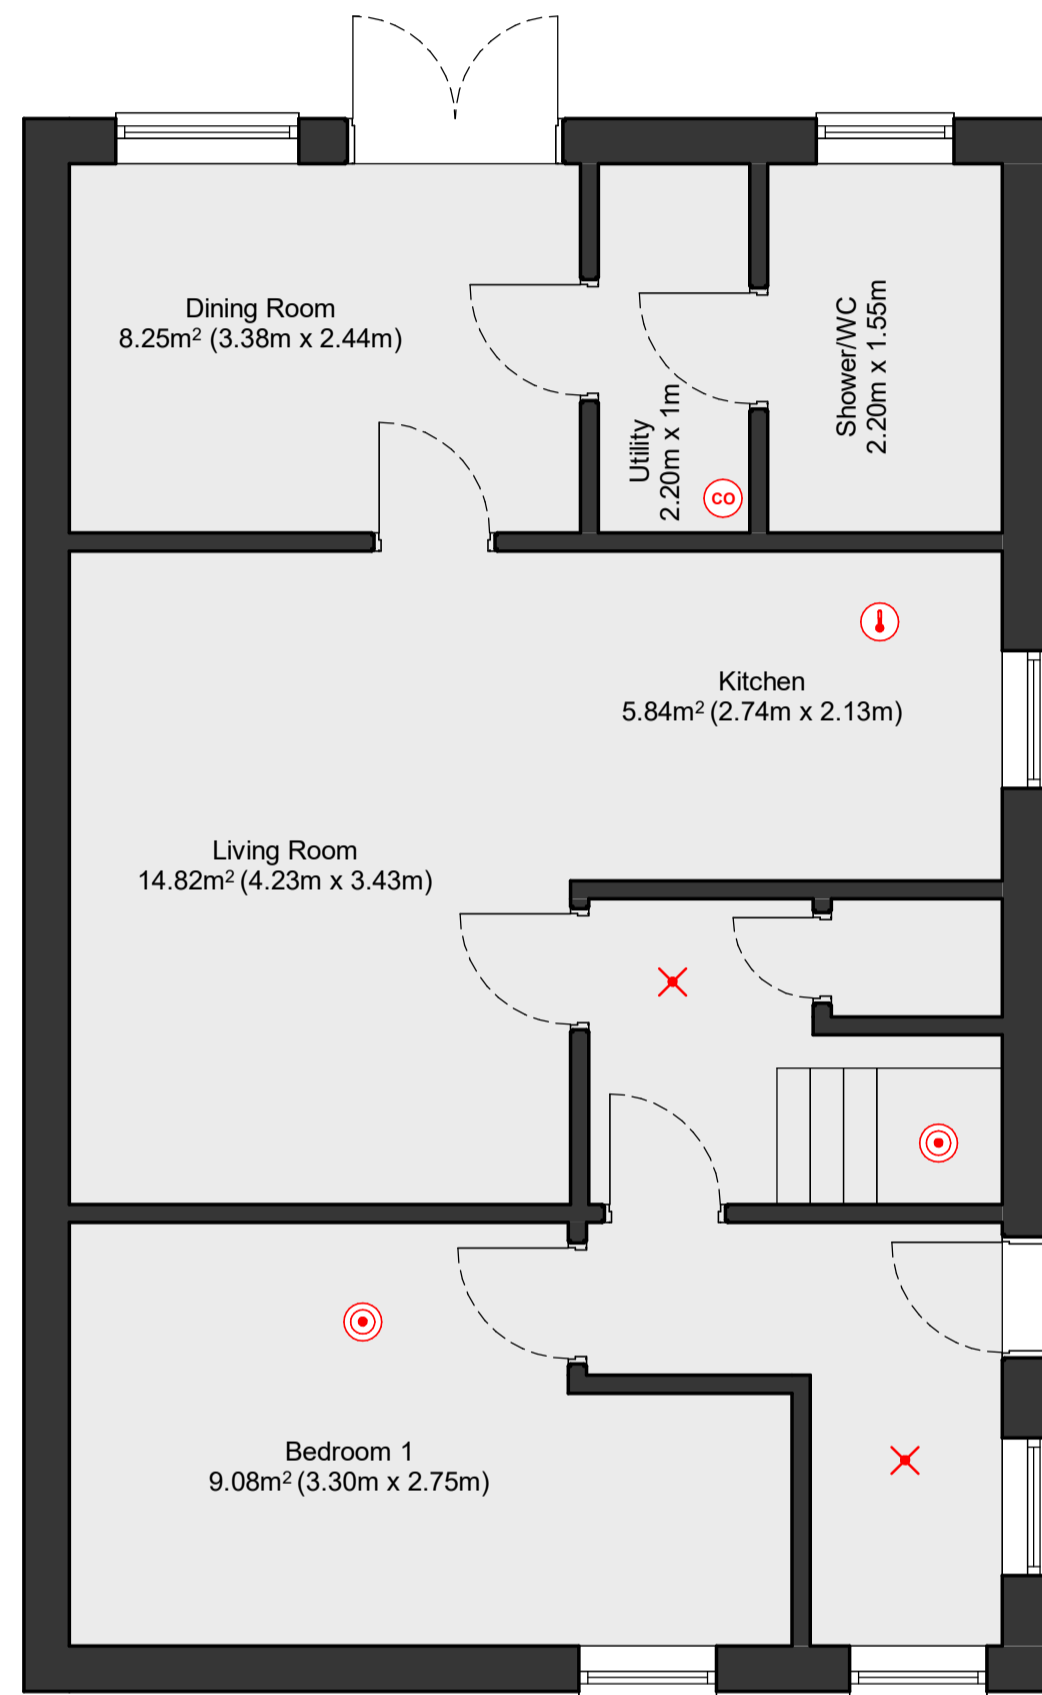 Dining Room
8.25m² (3.38m x 2.44m)
Utility
2.20m x 1m
Shower/WC
2.20m x 1.55m
CO
Kitchen
5.84m² (2.74m x 2.13m)
Living Room
14.82m² (4.23m x 3.43m)
Bedroom 1
9.08m² (3.30m x 2.75m)